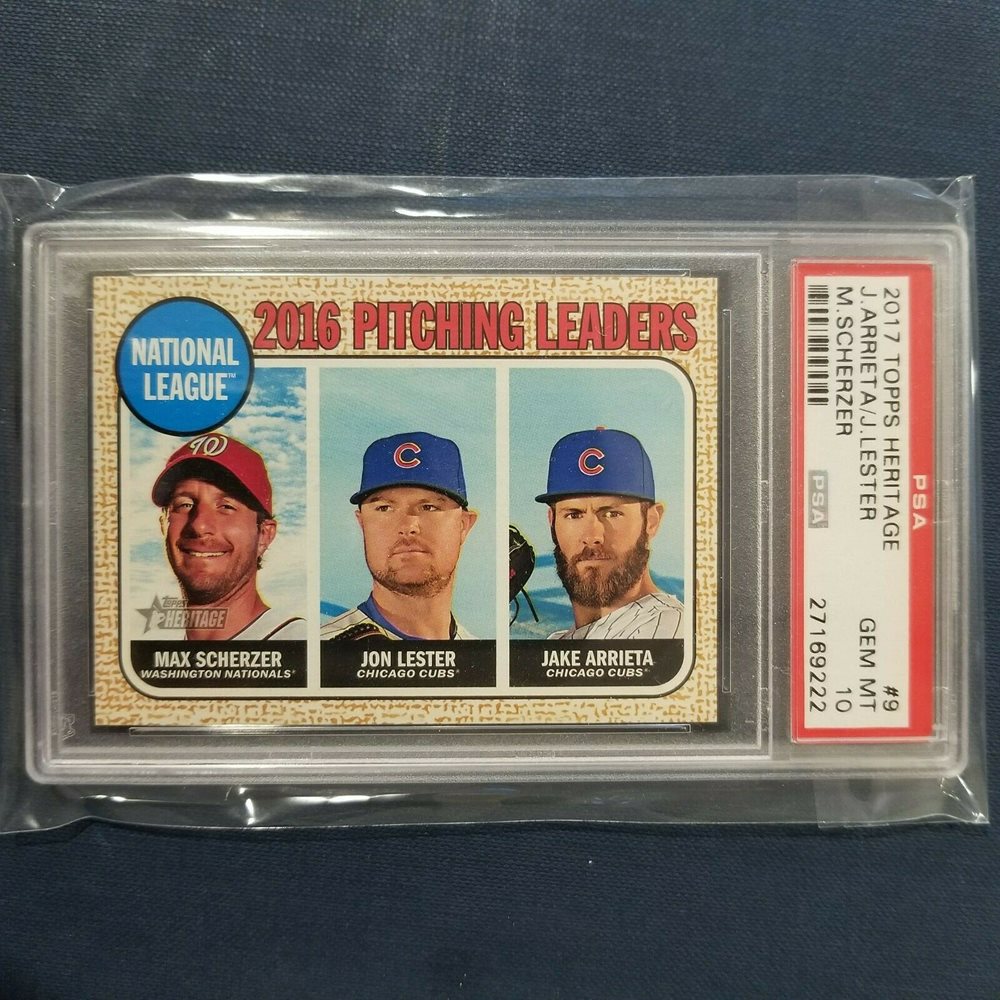 2016 PITCHING LEADERS
NATIONAL
LEAGUE™
W
C
C
TOPPS
HERITAGE
MAX SCHERZER
WASHINGTON NATIONALS®
JON LESTER
CHICAGO CUBS®
JAKE ARRIETA
CHICAGO CUBS®
PSA
2017 TOPPS HERITAGE #9
J.ARRIETA/J.LESTER GEM MT
M.SCHERZER 10
PSA 27169222